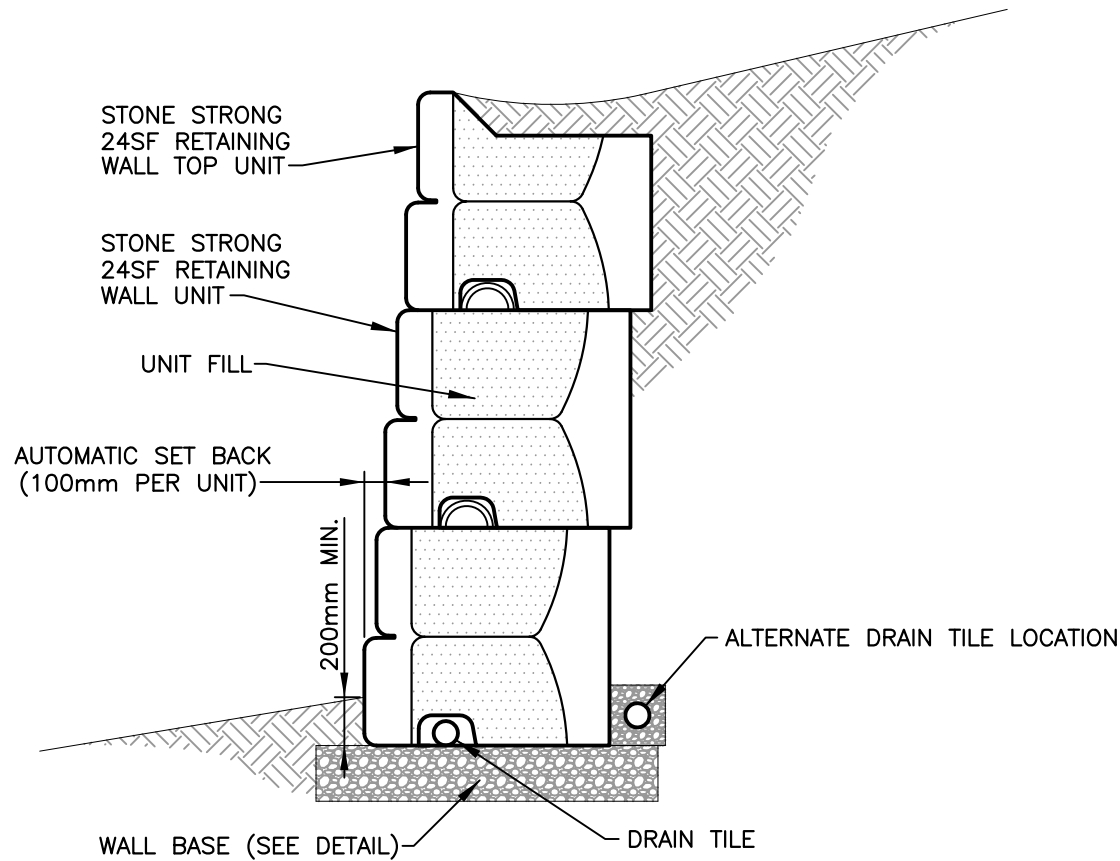 STONE STRONG
24SF RETAINING
WALL TOP UNIT
STONE STRONG
24SF RETAINING
WALL UNIT
UNIT FILL
AUTOMATIC SET BACK
(100mm PER UNIT)
200mm MIN.
ALTERNATE DRAIN TILE LOCATION
WALL BASE (SEE DETAIL)
DRAIN TILE